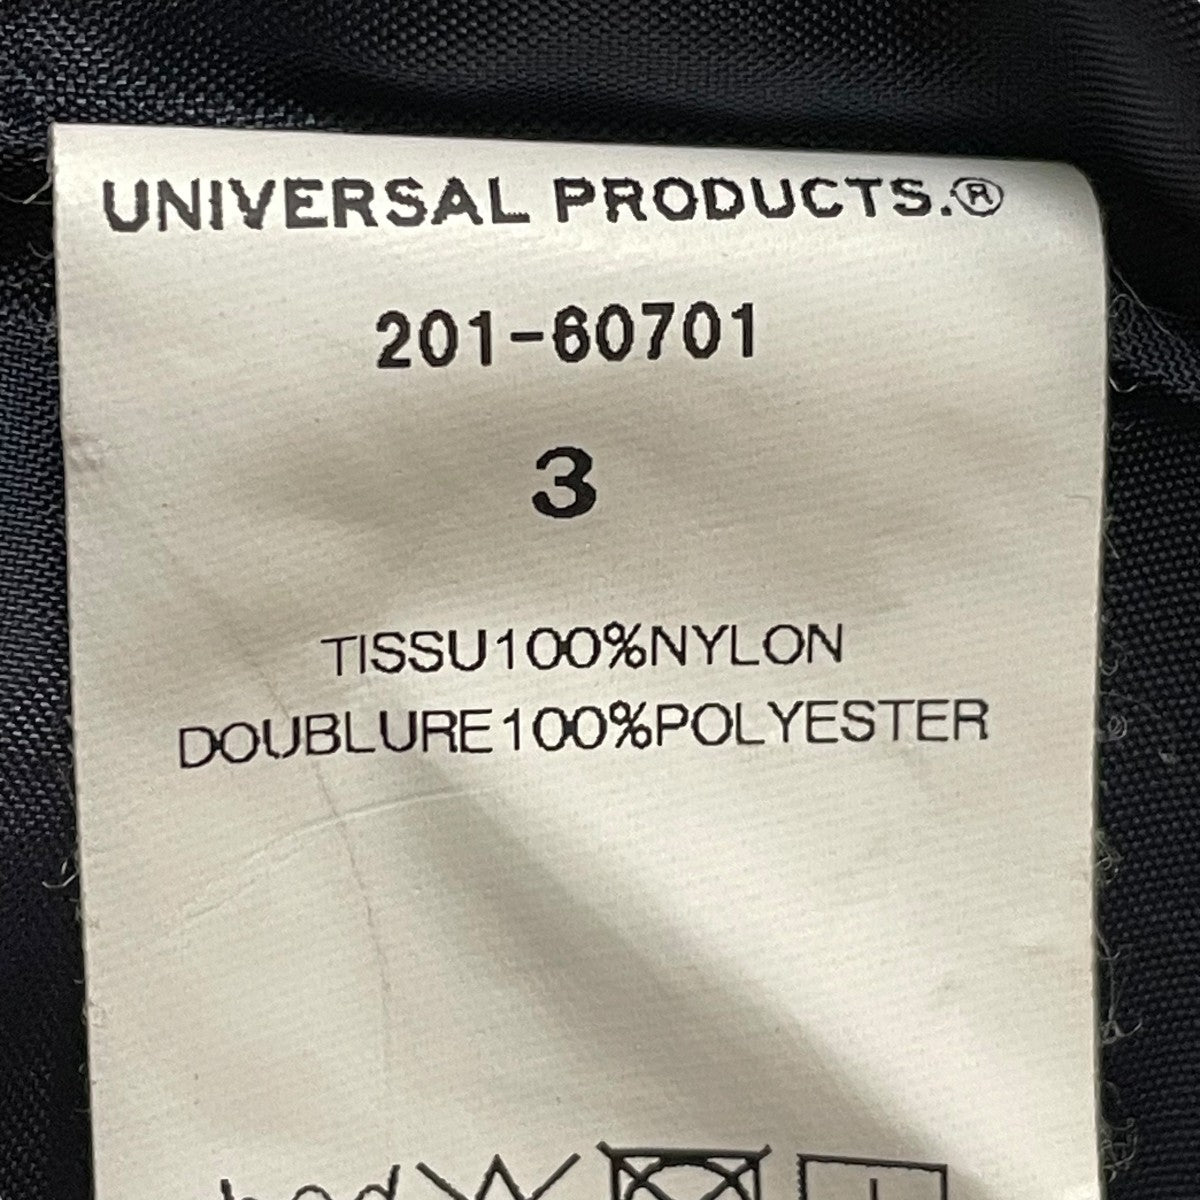 UNIVERSAL PRODUCTS.®
201-60701
3
TISSU100%NYLON
DOUBLURE100%POLYESTER